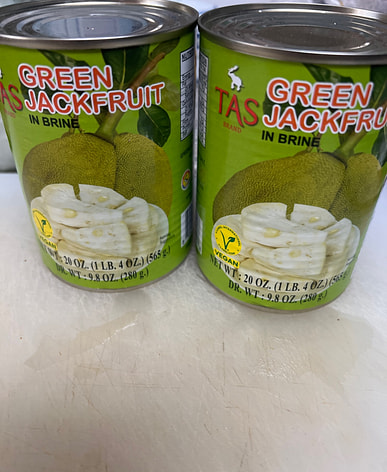 TAS
GREEN
JACKFRUIT
IN BRINE
VEGAN
NET WT : 20 OZ. (1 LB. 4 OZ.) (565 g.)
DR. WT : 9.8 OZ. (280 g.)
TAS
BRAND
GREEN
JACKFRU
IN BRINE
VEGAN
NET WT : 20 OZ. (1 LB. 4 OZ.) (565 g.)
DR. WT : 9.8 OZ. (280 g.)